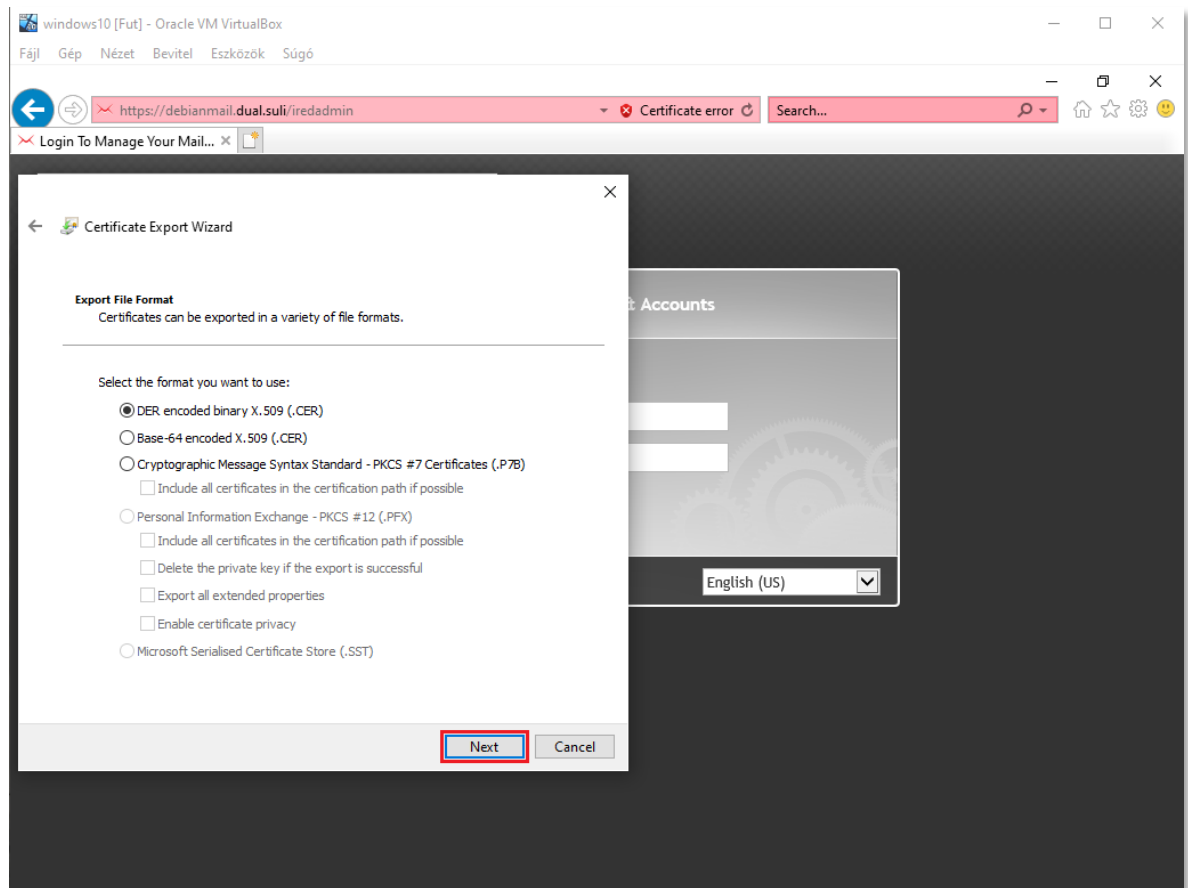 windows10 [Fut] - Oracle VM VirtualBox
Fájl Gép Nézet Bevitel Eszközök Súgó
https://debianmail.dual.suli/iredadmin Certificate error Search...
Login To Manage Your Mail...
Certificate Export Wizard
Export File Format
Certificates can be exported in a variety of file formats.
Accounts
Select the format you want to use:
DER encoded binary X.509 (.CER)
Base-64 encoded X.509 (.CER)
Cryptographic Message Syntax Standard - PKCS #7 Certificates (.P7B)
Include all certificates in the certification path if possible
Personal Information Exchange - PKCS #12 (.PFX)
Include all certificates in the certification path if possible
Delete the private key if the export is successful
English (US)
Export all extended properties
Enable certificate privacy
Microsoft Serialised Certificate Store (.SST)
Next Cancel